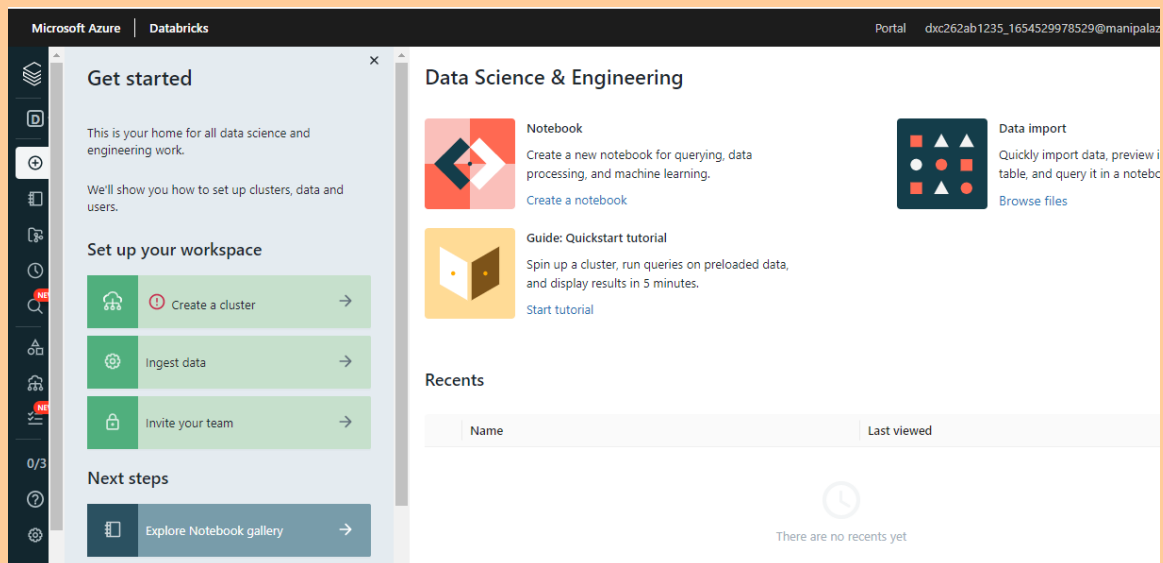 Microsoft Azure Databricks
Portal dxc262ab1235_1654529978529@manipalaz
Get started
This is your home for all data science and
engineering work.
We'll show you how to set up clusters, data and
users.
Set up your workspace
Create a cluster
Ingest data
Invite your team
Next steps
Explore Notebook gallery
D
NE
NE
0/3
Data Science & Engineering
Notebook
Create a new notebook for querying, data
processing, and machine learning.
Create a notebook
Data import
Quickly import data, preview i
table, and query it in a notebo
Browse files
Guide: Quickstart tutorial
Spin up a cluster, run queries on preloaded data,
and display results in 5 minutes.
Start tutorial
Recents
Name Last viewed
There are no recents yet